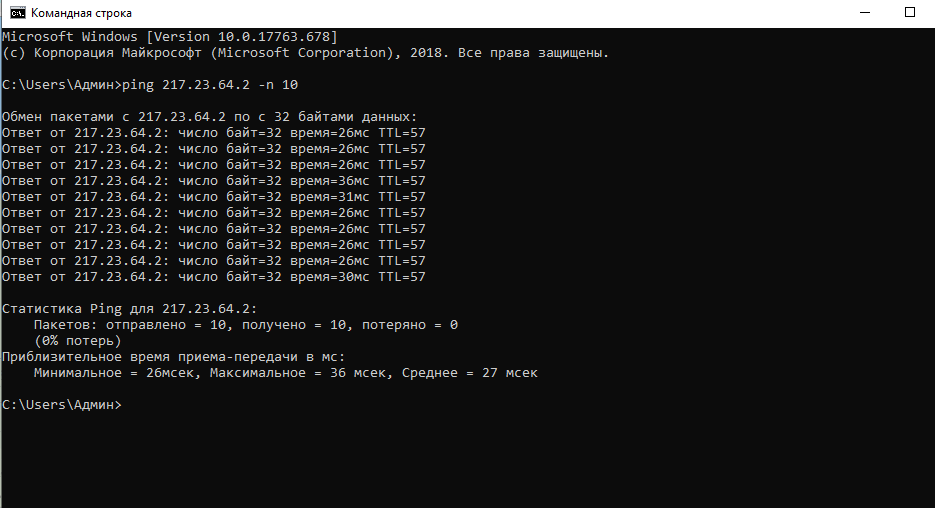 Командная строка
Microsoft Windows [Version 10.0.17763.678]
(c) Корпорация Майкрософт (Microsoft Corporation), 2018. Все права защищены.
C:\Users\Админ>ping 217.23.64.2 -n 10
Обмен пакетами с 217.23.64.2 по с 32 байтами данных:
Ответ от 217.23.64.2: число байт=32 время=26мс TTL=57
Ответ от 217.23.64.2: число байт=32 время=26мс TTL=57
Ответ от 217.23.64.2: число байт=32 время=26мс TTL=57
Ответ от 217.23.64.2: число байт=32 время=36мс TTL=57
Ответ от 217.23.64.2: число байт=32 время=31мс TTL=57
Ответ от 217.23.64.2: число байт=32 время=26мс TTL=57
Ответ от 217.23.64.2: число байт=32 время=26мс TTL=57
Ответ от 217.23.64.2: число байт=32 время=26мс TTL=57
Ответ от 217.23.64.2: число байт=32 время=26мс TTL=57
Ответ от 217.23.64.2: число байт=32 время=30мс TTL=57
Статистика Ping для 217.23.64.2:
Пакетов: отправлено = 10, получено = 10, потеряно = 0
(0% потерь)
Приблизительное время приема-передачи в мс:
Минимальное = 26мсек, Максимальное = 36 мсек, Среднее = 27 мсек
C:\Users\Админ>